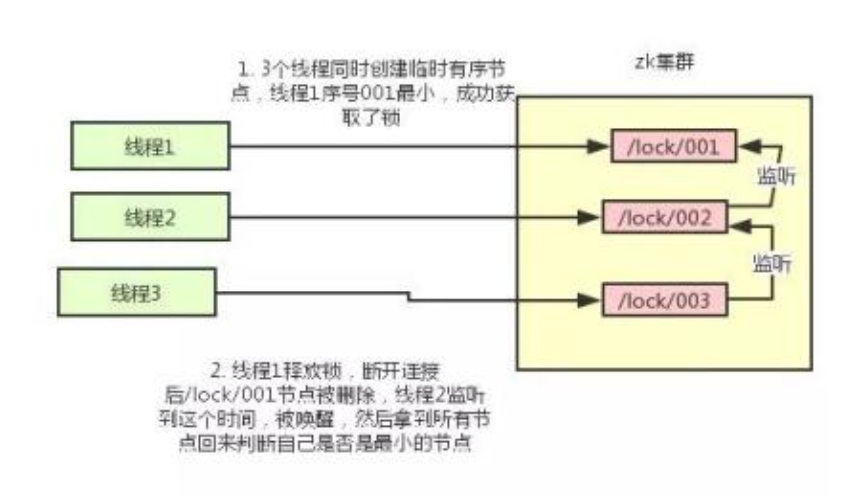 1. 3个线程同时创建临时有序节
点，线程1序号001最小，成功获
取了锁
zk集群
线程1
/lock/001
监听
线程2
/lock/002
监听
线程3
/lock/003
2. 线程1释放锁，断开连接
后/lock/001节点被删除，线程2监听
到这个时间，被唤醒，然后拿到所有节
点回来判断自己是否是最小的节点